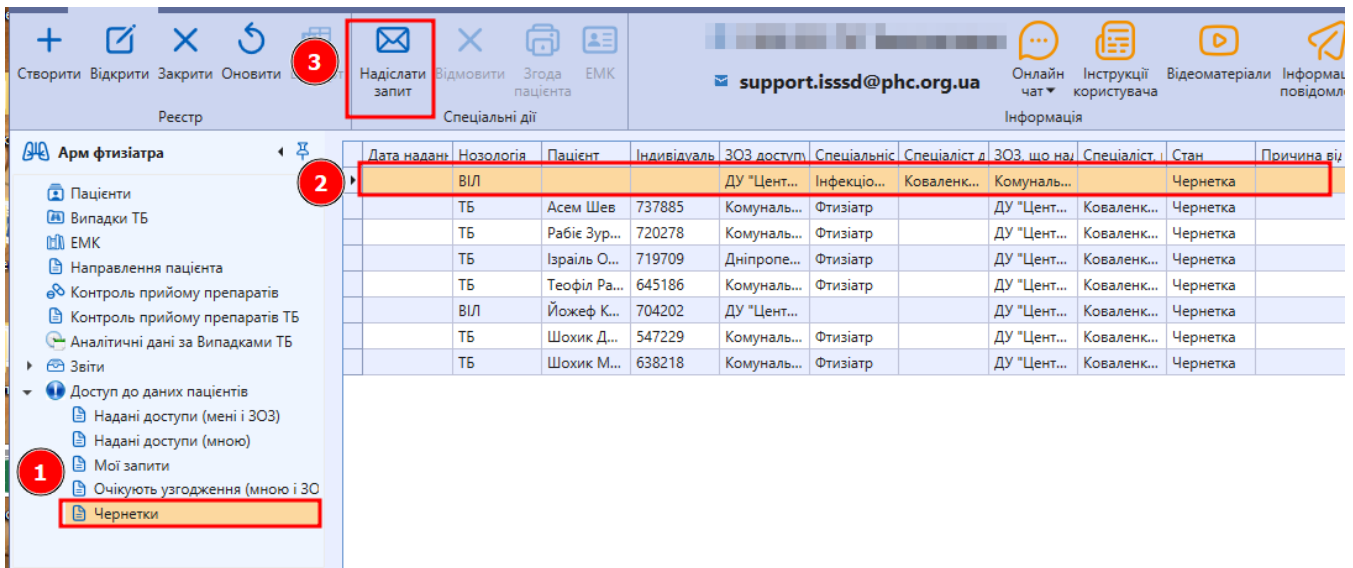 Створити Відкрити Закрити Оновити
Реєстр
3
Надіслати запит
Відмовити
Згода пацієнта
ЕМК
Спеціальні дії
support.isssd@phc.org.ua
Онлайн чат
Інструкції користувача
Відеоматеріали
Інформац
повідомл
Інформація
Арм фтизіатра
Пацієнти
Випадки ТБ
ЕМК
Направлення пацієнта
Контроль прийому препаратів
Контроль прийому препаратів ТБ
Аналітичні дані за Випадками ТБ
Звіти
Доступ до даних пацієнтів
Надані доступи (мені і ЗОЗ)
Надані доступи (мною)
Мої запити
1
Очікують узгодження (мною і ЗО
Чернетки
Дата надан Нозологія Пацієнт Індивідуаль ЗОЗ доступ Спеціальніс Спеціаліст д ЗОЗ, що на Спеціаліст, Стан Причина ві
2 ВІЛ ДУ "Цент... Інфекціо... Коваленк... Комуналь... Чернетка
ТБ Асем Шев 737885 Комуналь... Фтизіатр ДУ "Цент... Коваленк... Чернетка
ТБ Рабіє Зур... 720278 Комуналь... Фтизіатр ДУ "Цент... Коваленк... Чернетка
ТБ Ізраїль О... 719709 Дніпропе... Фтизіатр ДУ "Цент... Коваленк... Чернетка
ТБ Теофіл Ра... 645186 Комуналь... Фтизіатр ДУ "Цент... Коваленк... Чернетка
ВІЛ Йожеф К... 704202 ДУ "Цент... ДУ "Цент... Коваленк... Чернетка
ТБ Шохик Д... 547229 Комуналь... Фтизіатр ДУ "Цент... Коваленк... Чернетка
ТБ Шохик М... 638218 Комуналь... Фтизіатр ДУ "Цент... Коваленк... Чернетка